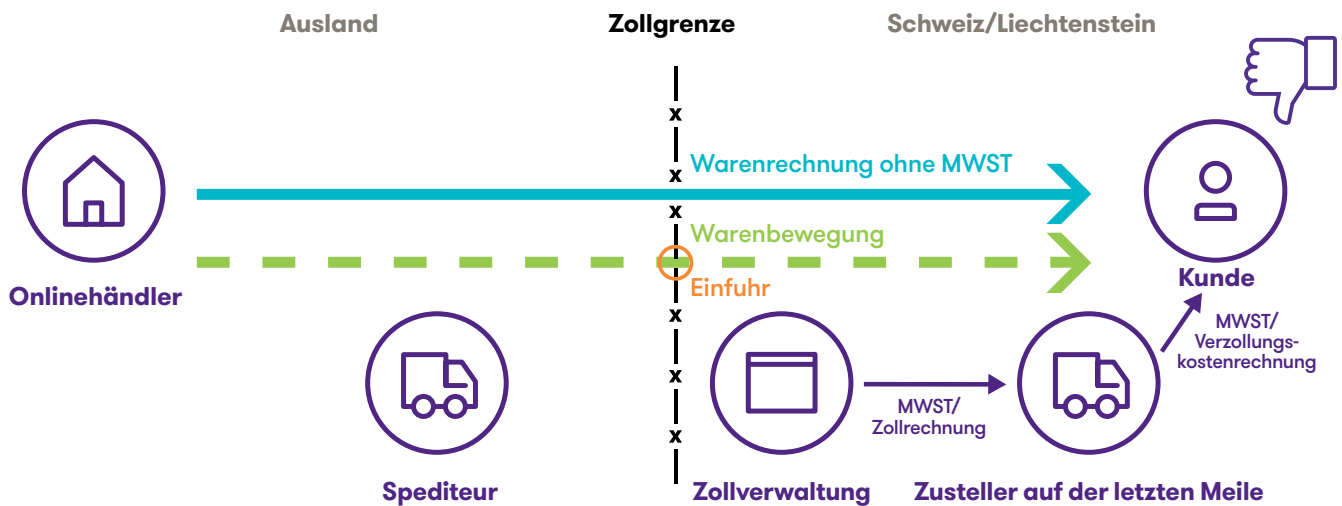 Ausland
Zollgrenze
Schweiz/Liechtenstein
x
Warenrechnung ohne MWST
x
x
Warenbewegung
Onlinehändler
Einfuhr
Kunde
x
MWST/
Verzollungs-
kostenrechnung
x
MWST/
Zollrechnung
x
Spediteur
Zollverwaltung
Zusteller auf der letzten Meile